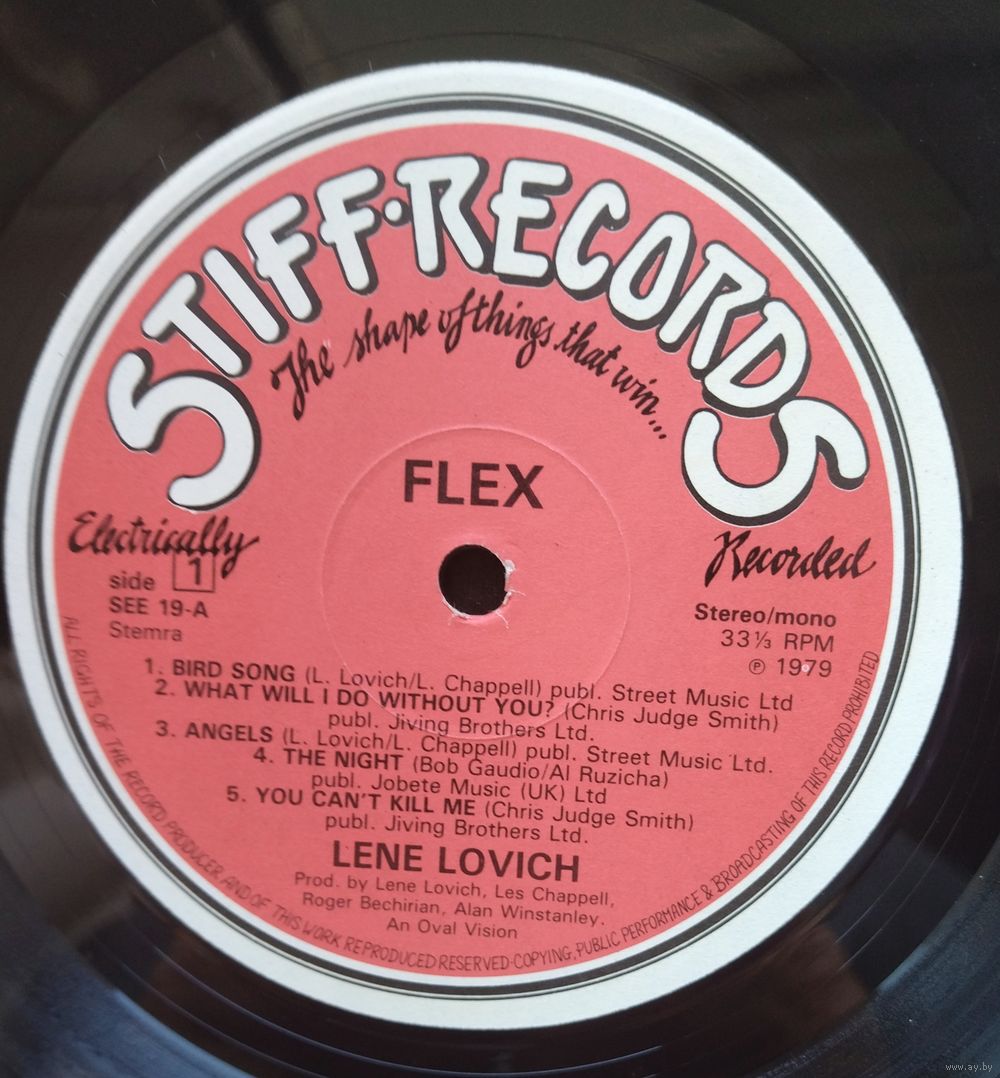 STIFF·RECORDS
The shape of things that win...
FLEX
Electrically
Recorded
side 1
SEE 19-A
Stemra
Stereo/mono
33⅓ RPM
℗ 1979
1. BIRD SONG (L. Lovich/L. Chappell) publ. Street Music Ltd
2. WHAT WILL I DO WITHOUT YOU? (Chris Judge Smith)
publ. Jiving Brothers Ltd.
3. ANGELS (L. Lovich/L. Chappell) publ. Street Music Ltd.
4. THE NIGHT (Bob Gaudio/Al Ruzicha)
publ. Jobete Music (UK) Ltd
5. YOU CAN'T KILL ME (Chris Judge Smith)
publ. Jiving Brothers Ltd.
LENE LOVICH
Prod. by Lene Lovich, Les Chappell,
Roger Bechirian, Alan Winstanley.
An Oval Vision
ALL RIGHTS OF THE RECORD PRODUCER AND OF THIS WORK REPRODUCED RESERVED·COPYING, PUBLIC PERFORMANCE & BROADCASTING OF THIS RECORD PROHIBITED
www.ay.by